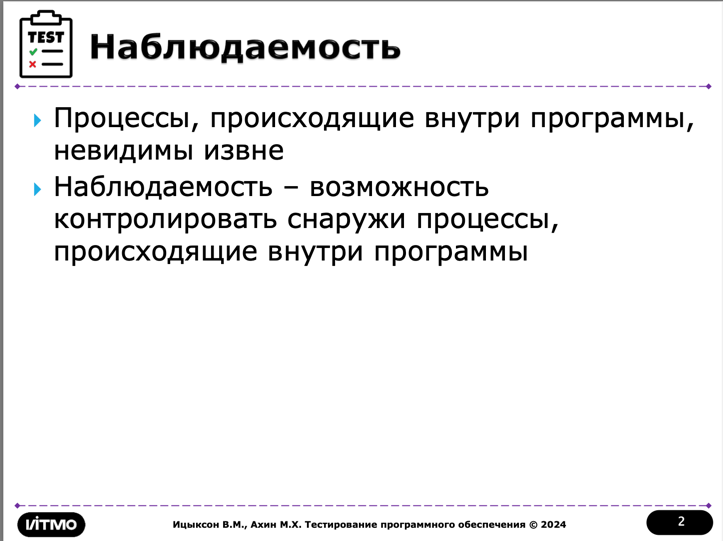 TEST
Наблюдаемость
Процессы, происходящие внутри программы,
невидимы извне
Наблюдаемость – возможность
контролировать снаружи процессы,
происходящие внутри программы
ИТМО
Ицыксон В.М., Ахин М.Х. Тестирование программного обеспечения © 2024
2